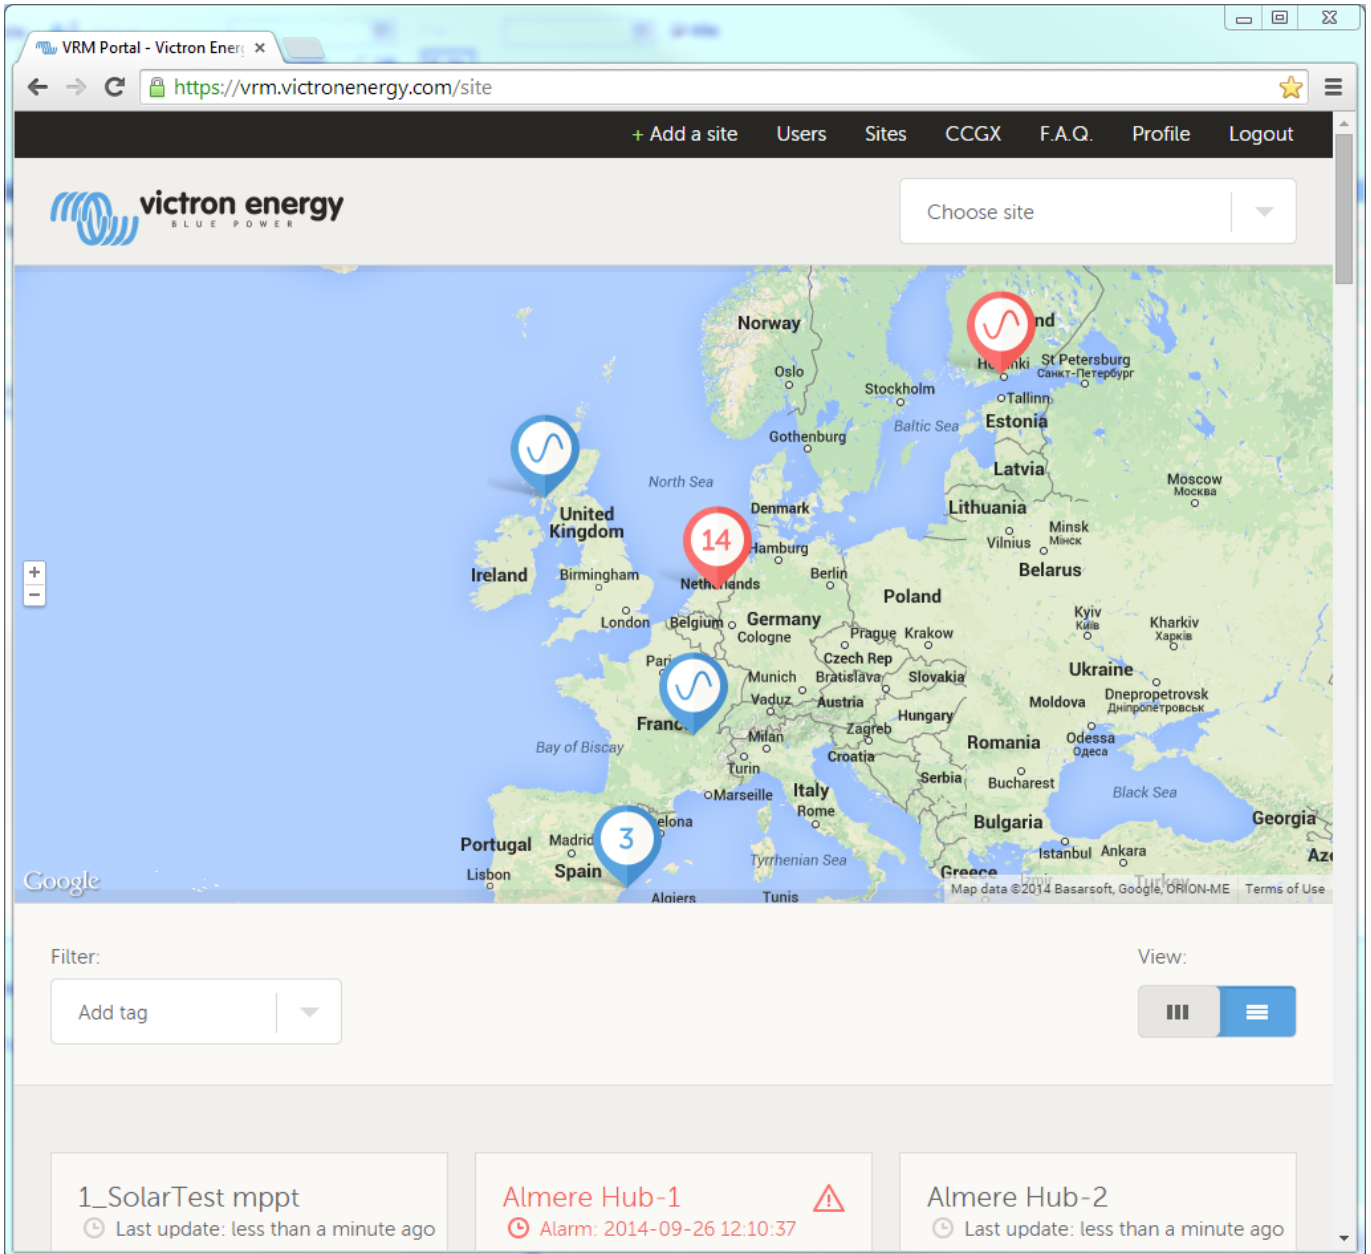 VRM Portal - Victron Ener
https://vrm.victronenergy.com/site
+ Add a site Users Sites CCGX F.A.Q. Profile Logout
victron energy
BLUE POWER
Choose site
Norway
nd
Oslo
St Petersburg
Санкт-Петербург
Stockholm
Tallinn
Baltic Sea
Estonia
Gothenburg
Latvia
North Sea
Moscow
Москва
Denmark
Lithuania
United
Kingdom
Minsk
Мінск
Vilnius
14
Hamburg
Ireland
Birmingham
Berlin
Belarus
Poland
London
Belgium
Germany
Cologne
Kyiv
Київ
Kharkiv
Харків
Prague
Krakow
Czech Rep
Munich
Bratislava
Slovakia
Ukraine
Vaduz
Austria
Moldova
Dnepropetrovsk
Дніпропетровськ
Hungary
Zagreb
Milan
Romania
Odessa
Одеса
Bay of Biscay
Croatia
Turin
Serbia
Bucharest
Marseille
Italy
Black Sea
Rome
Bulgaria
Georgia
3
elona
Portugal
Madrid
Istanbul
Ankara
Tyrrhenian Sea
Lisbon
Spain
Greece
Google
Algiers
Tunis
Map data ©2014 Basarsoft, Google, ORION-ME Terms of Use
Filter:
View:
Add tag
1_SolarTest mppt
Last update: less than a minute ago
Almere Hub-1
Alarm: 2014-09-26 12:10:37
Almere Hub-2
Last update: less than a minute ago